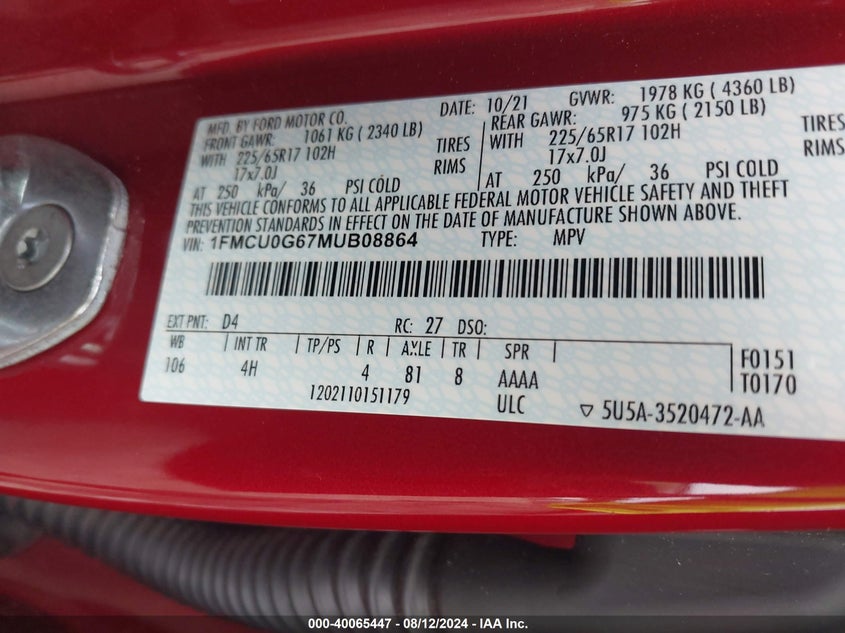 MFD. BY FORD MOTOR CO. DATE: 10/21 GVWR: 1978 KG ( 4360 LB)
FRONT GAWR: 1061 KG ( 2340 LB) REAR GAWR: 975 KG ( 2150 LB)
WITH 225/65R17 102H TIRES WITH 225/65R17 102H TIRES
17x7.0J RIMS 17x7.0J RIMS
AT 250 kPa/ 36 PSI COLD AT 250 kPa/ 36 PSI COLD
THIS VEHICLE CONFORMS TO ALL APPLICABLE FEDERAL MOTOR VEHICLE SAFETY AND THEFT
PREVENTION STANDARDS IN EFFECT ON THE DATE OF MANUFACTURE SHOWN ABOVE.
VIN: 1FMCU0G67MUB08864 TYPE: MPV
EXT PNT: D4 RC: 27 DSO:
WB INT TR TP/PS R AXLE TR SPR F0151
106 4H 4 81 8 AAAA T0170
1202110151179 ULC ▽ 5U5A-3520472-AA
000-40065447 - 08/12/2024 - IAA Inc.